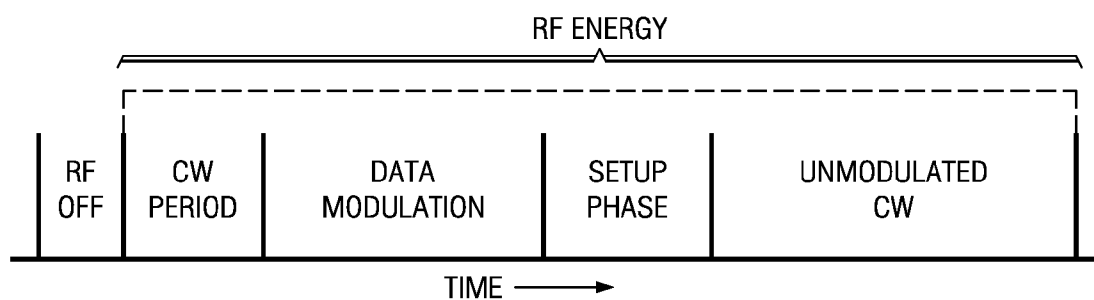 RF ENERGY
RF
OFF
CW
PERIOD
DATA
MODULATION
SETUP
PHASE
UNMODULATED
CW
TIME